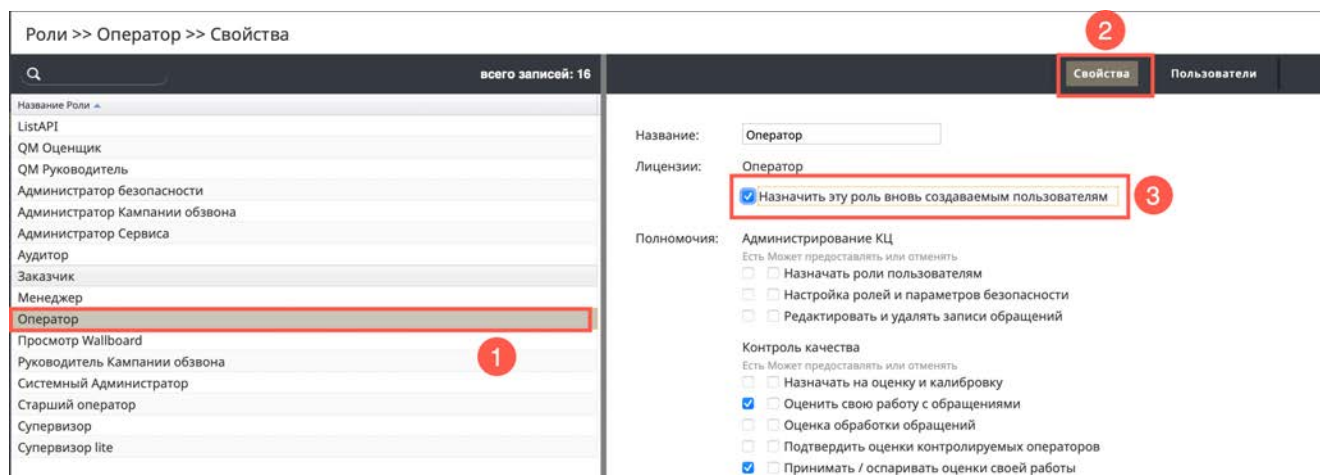 Роли >> Оператор >> Свойства
2
всего записей: 16
Свойства
Пользователи
Название Роли
ListAPI
QM Оценщик
QM Руководитель
Администратор безопасности
Администратор Кампании обзвона
Администратор Сервиса
Аудитор
Заказчик
Менеджер
Оператор
Просмотр Wallboard
1
Руководитель Кампании обзвона
Системный Администратор
Старший оператор
Супервизор
Супервизор lite
Название: Оператор
Лицензии: Оператор
Назначить эту роль вновь создаваемым пользователям
3
Полномочия: Администрирование КЦ
Есть Может предоставлять или отменять
Назначать роли пользователям
Настройка ролей и параметров безопасности
Редактировать и удалять записи обращений
Контроль качества
Есть Может предоставлять или отменять
Назначать на оценку и калибровку
Оценить свою работу с обращениями
Оценка обработки обращений
Подтвердить оценки контролируемых операторов
Принимать / оспаривать оценки своей работы